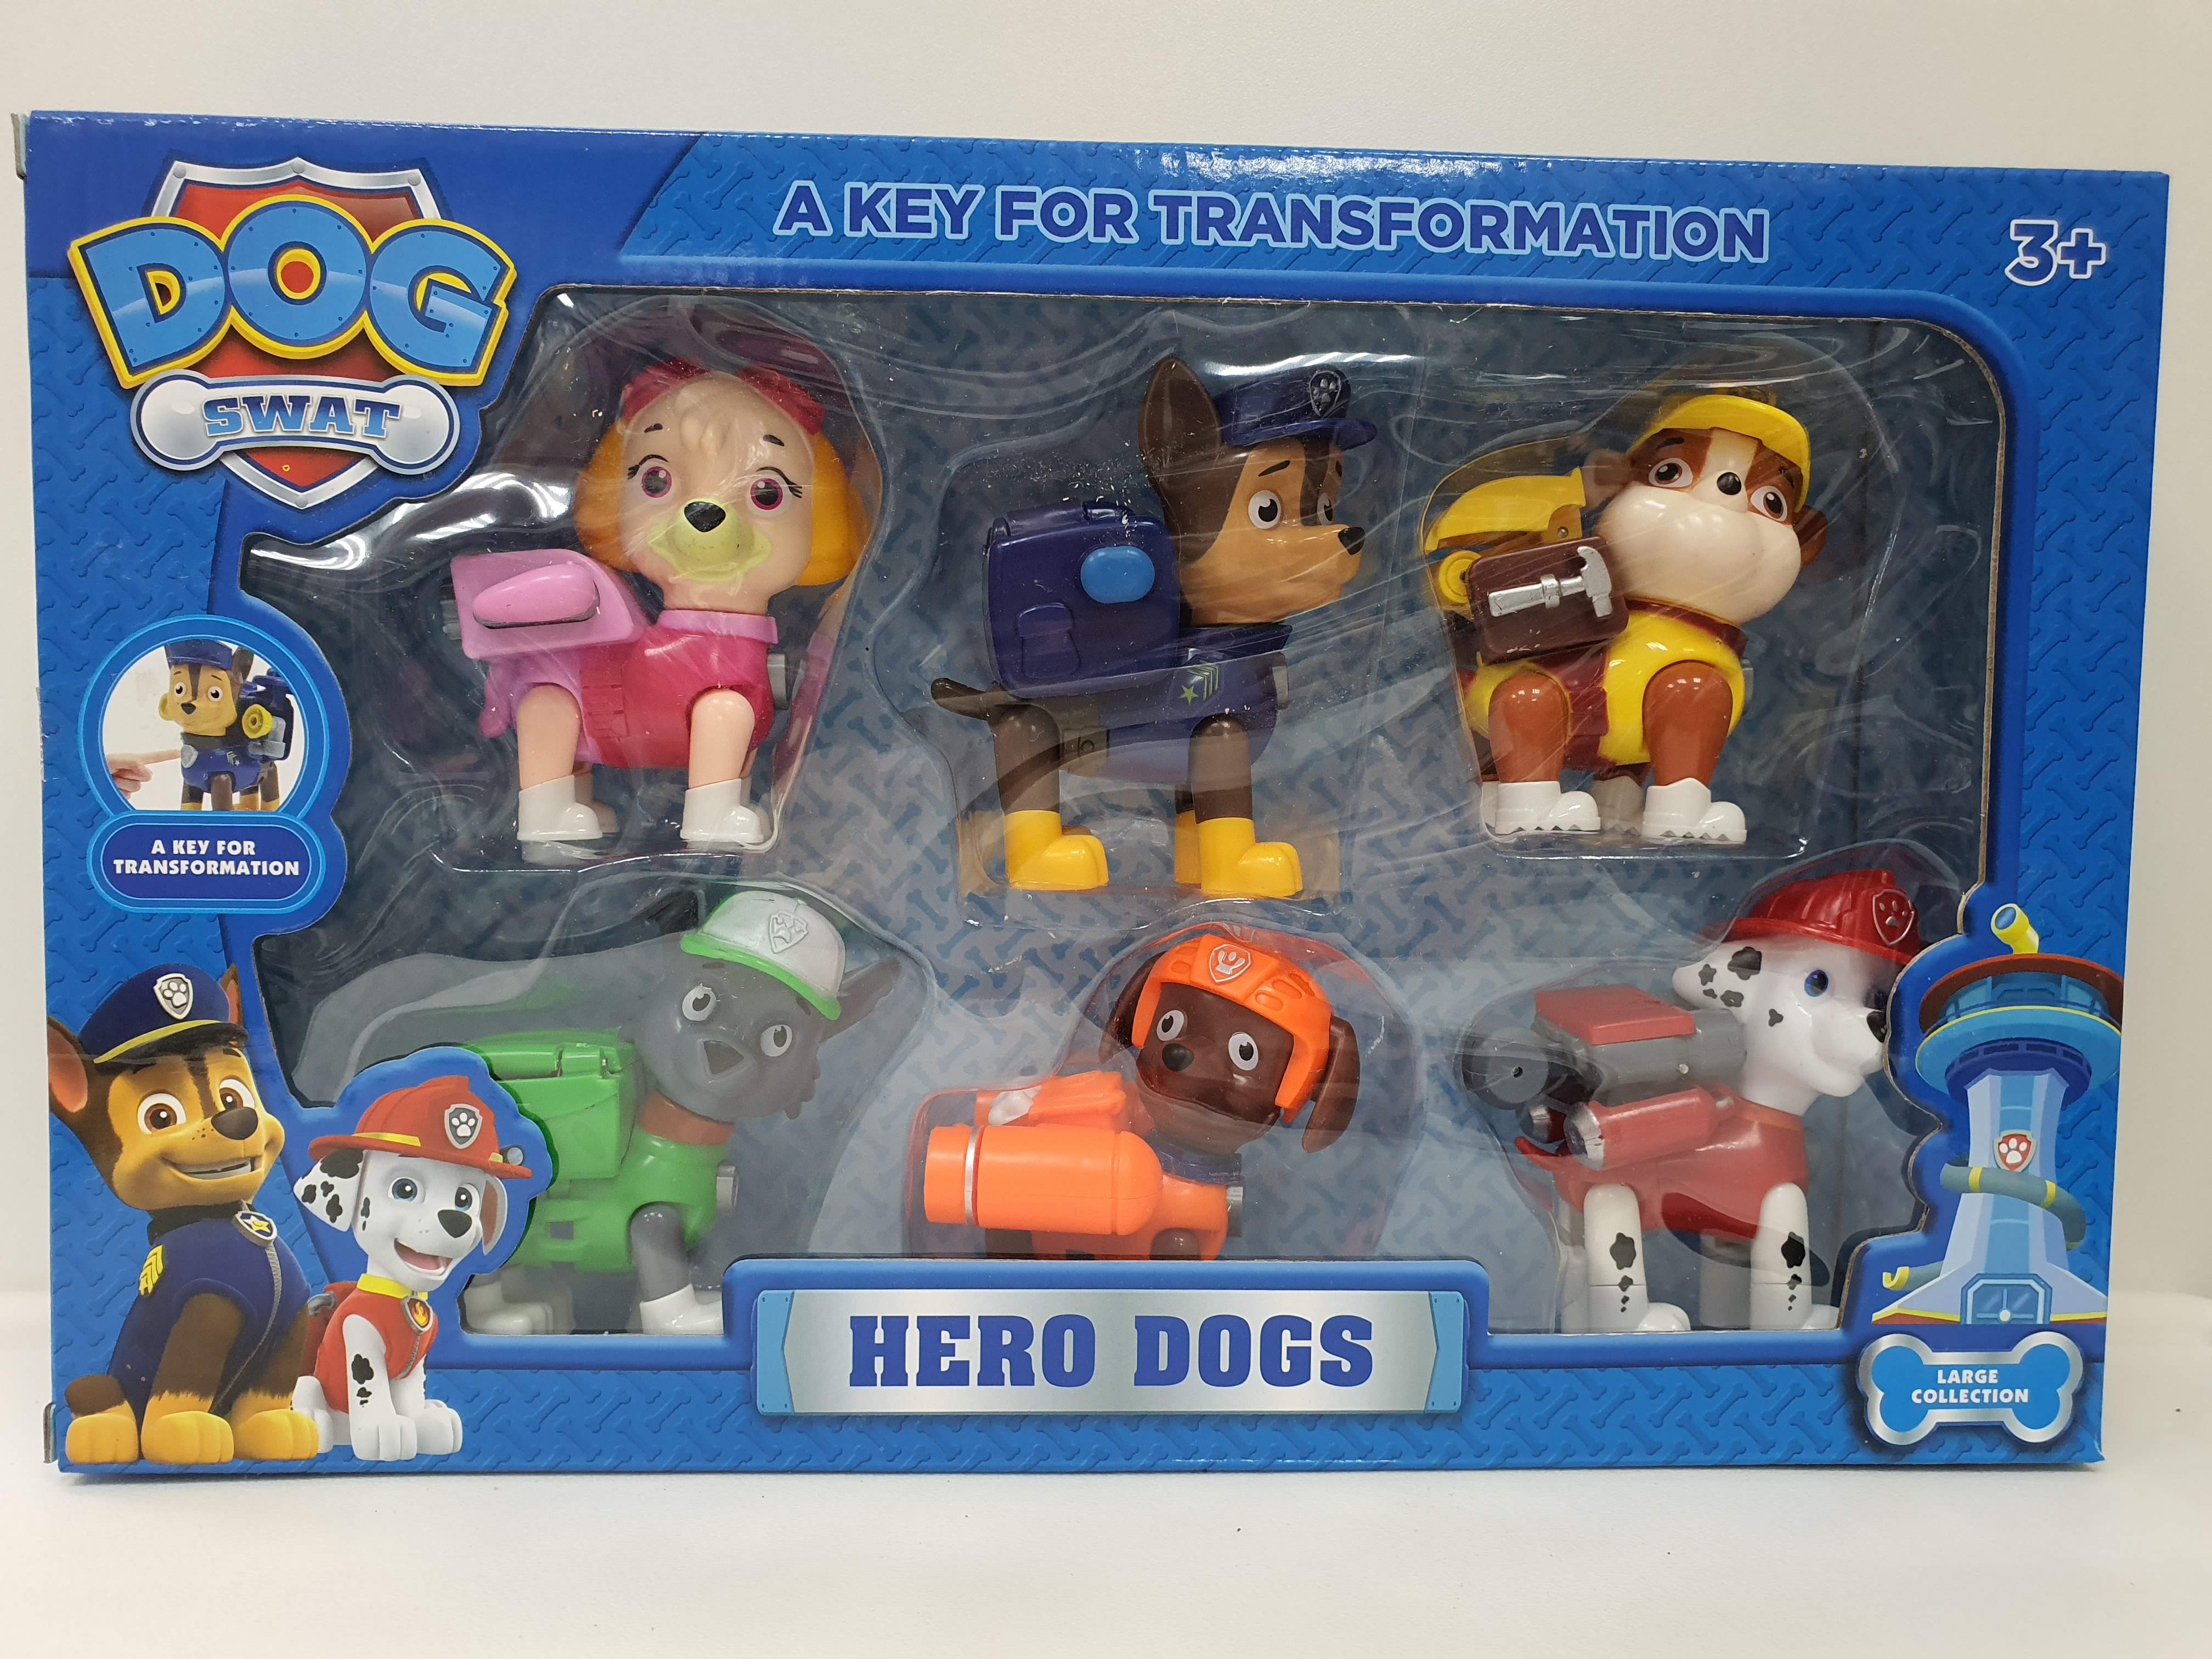 A KEY FOR TRANSFORMATION
3+
DOG
SWAT
A KEY FOR
TRANSFORMATION
HERO DOGS
LARGE
COLLECTION